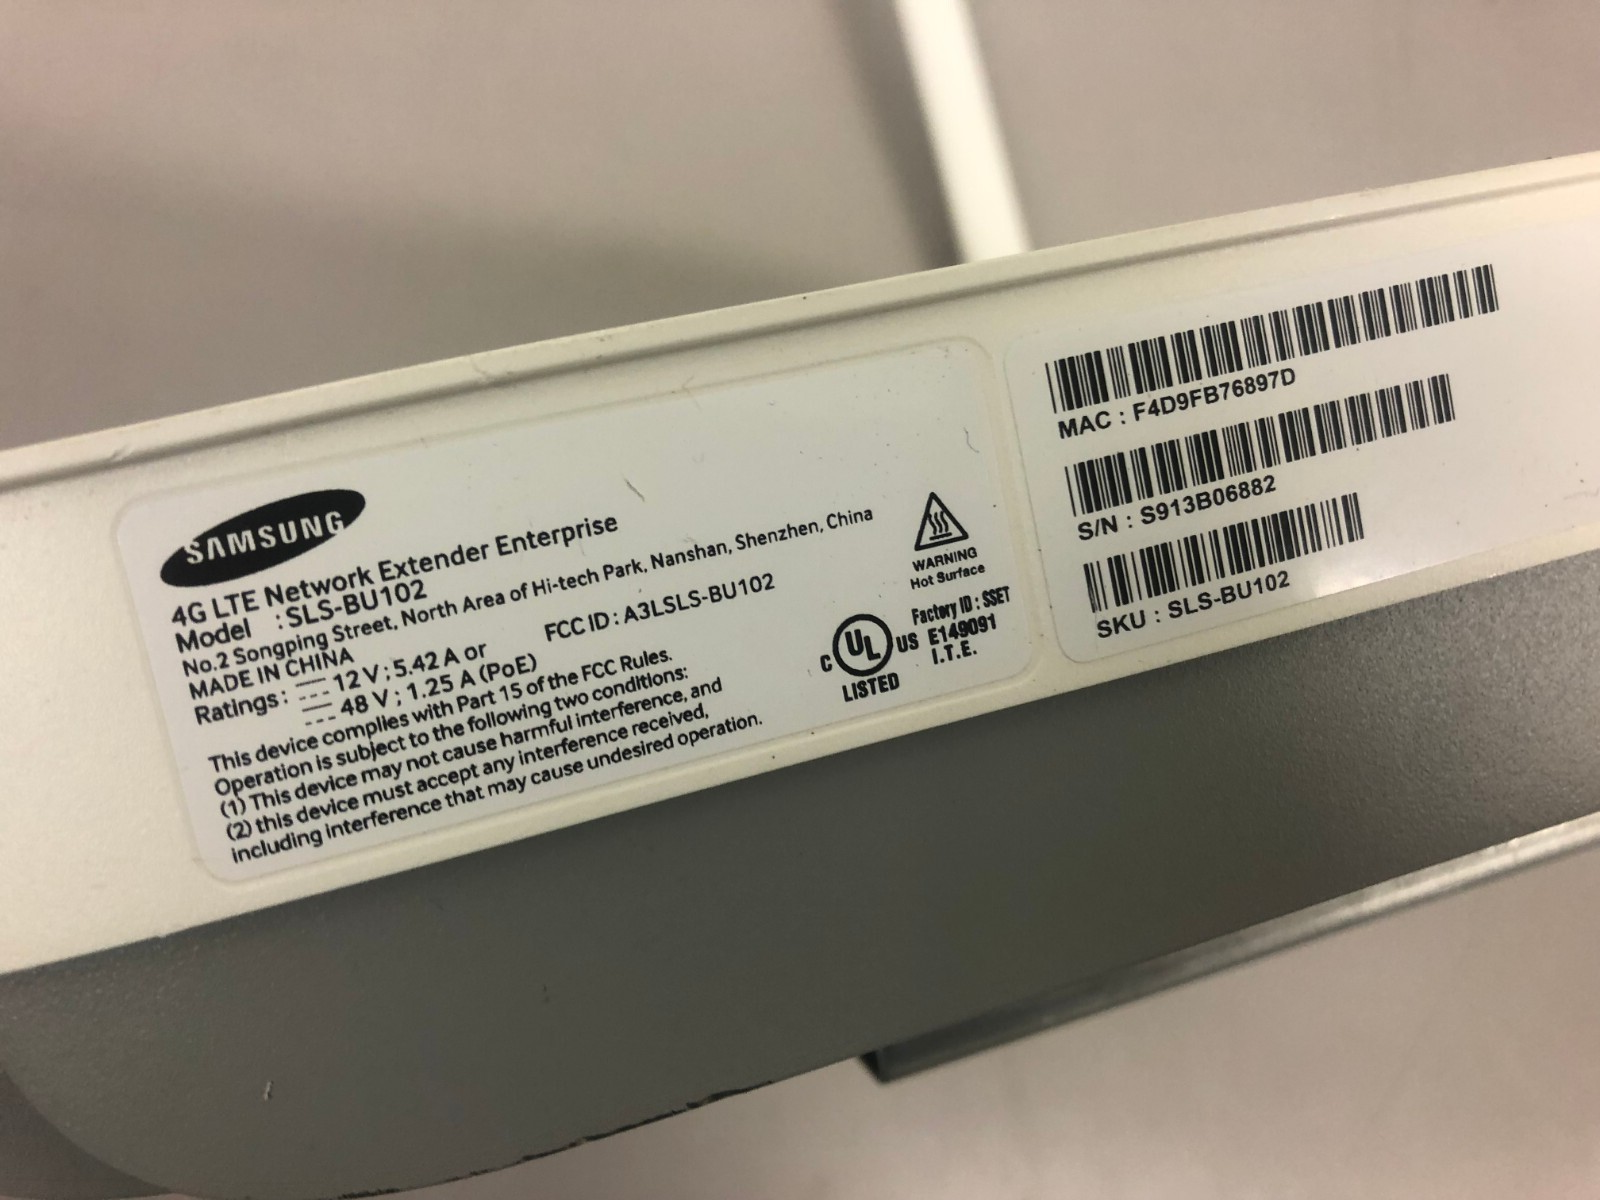 SAMSUNG
4G LTE Network Extender Enterprise
Model : SLS-BU102
No.2 Songping Street, North Area of Hi-tech Park, Nanshan, Shenzhen, China
MADE IN CHINA
FCC ID : A3LSLS-BU102
Ratings : 12 V ; 5.42 A or
48 V ; 1.25 A (PoE)
This device complies with Part 15 of the FCC Rules.
Operation is subject to the following two conditions:
(1) This device may not cause harmful interference, and
(2) this device must accept any interference received,
including interference that may cause undesired operation.
WARNING
Hot Surface
C UL US
LISTED
Factory ID : SSET
E149091
I.T.E.
MAC : F4D9FB76897D
S/N : S913B06882
SKU : SLS-BU102